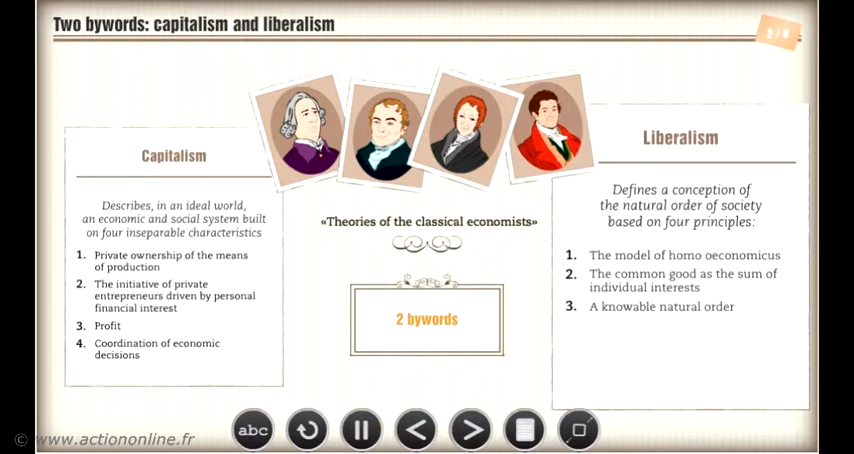 Two bywords: capitalism and liberalism
2 / 8
Capitalism
Describes, in an ideal world,
an economic and social system built
on four inseparable characteristics
1. Private ownership of the means
of production
2. The initiative of private
entrepreneurs driven by personal
financial interest
3. Profit
4. Coordination of economic
decisions
«Theories of the classical economists»
2 bywords
Liberalism
Defines a conception of
the natural order of society
based on four principles:
1. The model of homo oeconomicus
2. The common good as the sum of
individual interests
3. A knowable natural order
abc
© www.actiononline.fr